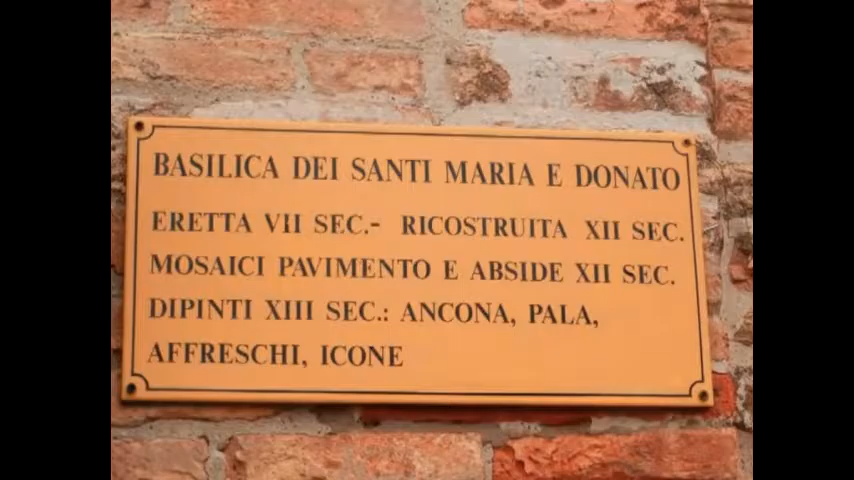 BASILICA DEI SANTI MARIA E DONATO
ERETTA VII SEC.- RICOSTRUITA XII SEC.
MOSAICI PAVIMENTO E ABSIDE XII SEC.
DIPINTI XIII SEC.: ANCONA, PALA,
AFFRESCHI, ICONE